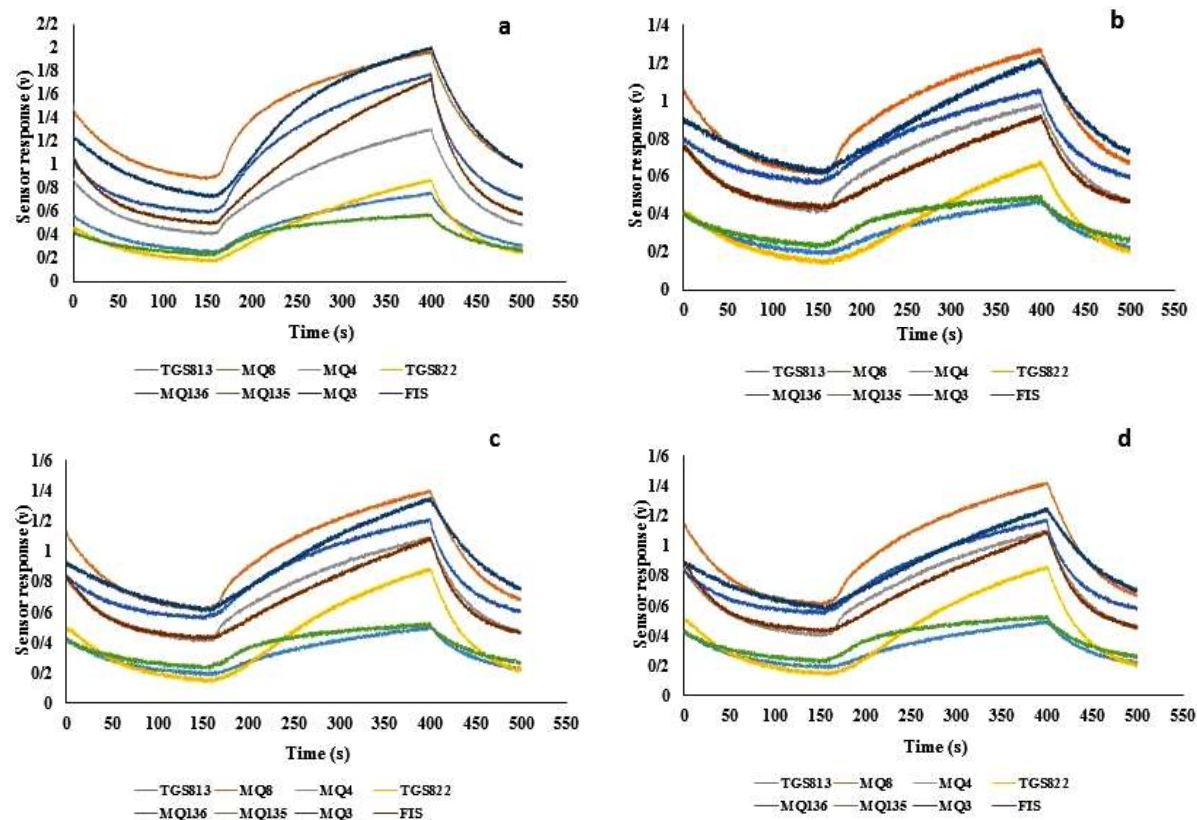 a
2/2
2
1/8
1/6
1/4
1/2
1
0/8
0/6
0/4
0/2
0
Sensor response (v)
0 50 100 150 200 250 300 350 400 450 500 550
Time (s)
TGS813 MQ8 MQ4 TGS822
MQ136 MQ135 MQ3 FIS
b
1/4
1/2
1
0/8
0/6
0/4
0/2
0
Sensor response (v)
0 50 100 150 200 250 300 350 400 450 500 550
Time (s)
TGS813 MQ8 MQ4 TGS822
MQ136 MQ135 MQ3 FIS
c
1/6
1/4
1/2
1
0/8
0/6
0/4
0/2
0
Sensor response (v)
0 50 100 150 200 250 300 350 400 450 500 550
Time (s)
TGS813 MQ8 MQ4 TGS822
MQ136 MQ135 MQ3 FIS
d
1/6
1/4
1/2
1
0/8
0/6
0/4
0/2
0
Sensor response (v)
0 50 100 150 200 250 300 350 400 450 500 550
Time (s)
TGS813 MQ8 MQ4 TGS822
MQ136 MQ135 MQ3 FIS